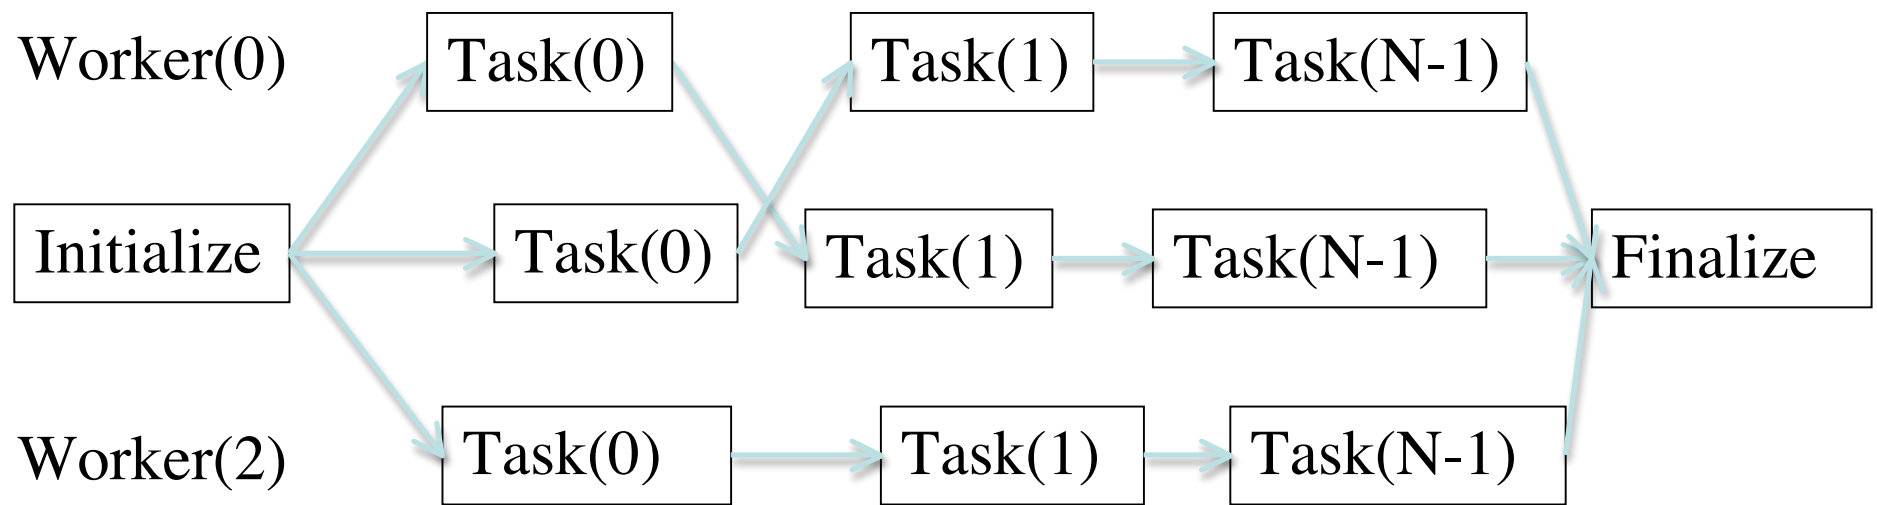 Worker(0) Task(0) Task(1) Task(N-1)
Initialize Task(0) Task(1) Task(N-1) Finalize
Worker(2) Task(0) Task(1) Task(N-1)